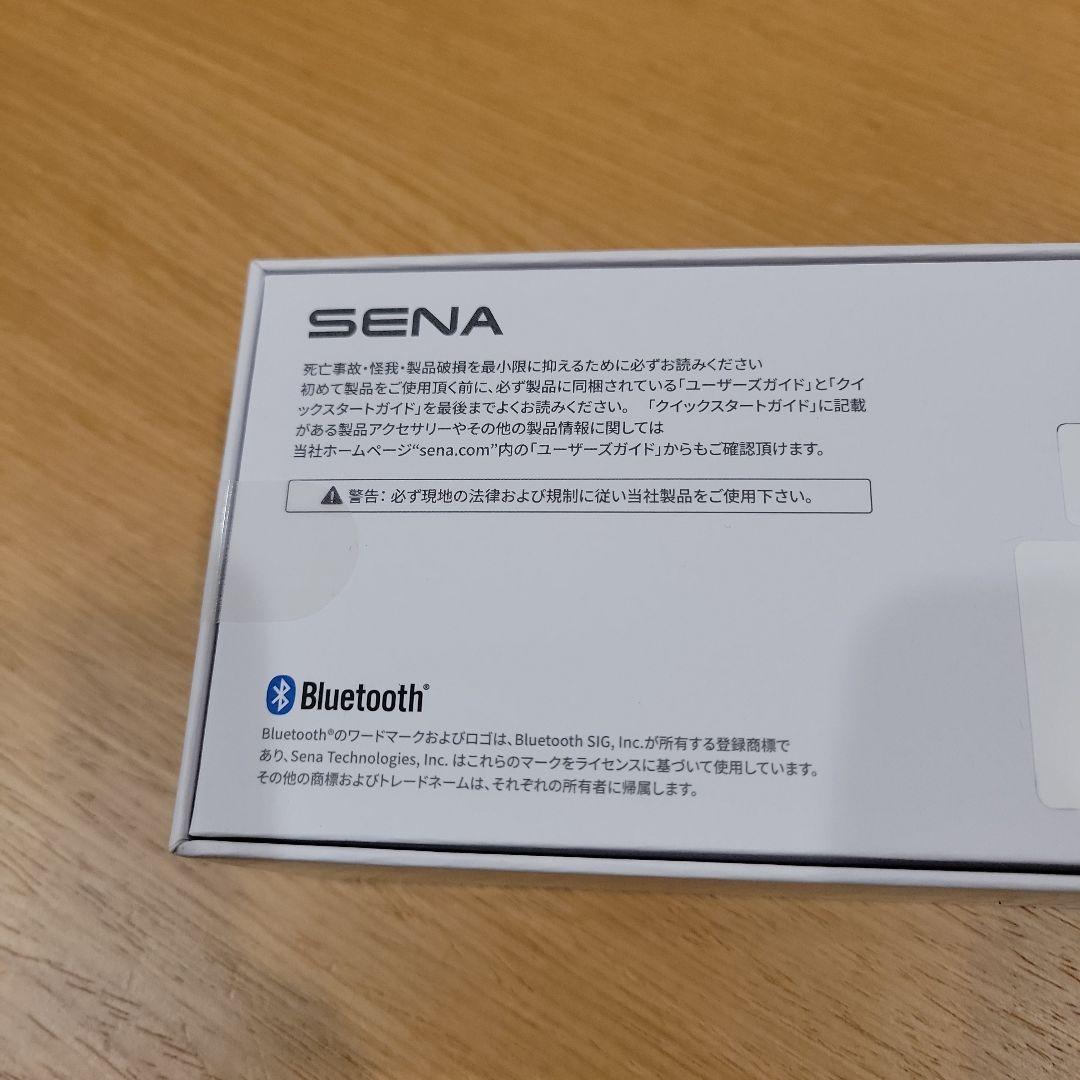 SENA
死亡事故・怪我・製品破損を最小限に抑えるために必ずお読みください
初めて製品をご使用頂く前に、必ず製品に同梱されている「ユーザーズガイド」と「クイ
ックスタートガイド」を最後までよくお読みください。 「クイックスタートガイド」に記載
がある製品アクセサリーやその他の製品情報に関しては
当社ホームページ“sena.com”内の「ユーザーズガイド」からもご確認頂けます。
警告: 必ず現地の法律および規制に従い当社製品をご使用下さい。
Bluetooth®
Bluetooth®のワードマークおよびロゴは、Bluetooth SIG, Inc.が所有する登録商標で
あり、Sena Technologies, Inc. はこれらのマークをライセンスに基づいて使用しています。
その他の商標およびトレードネームは、それぞれの所有者に帰属します。